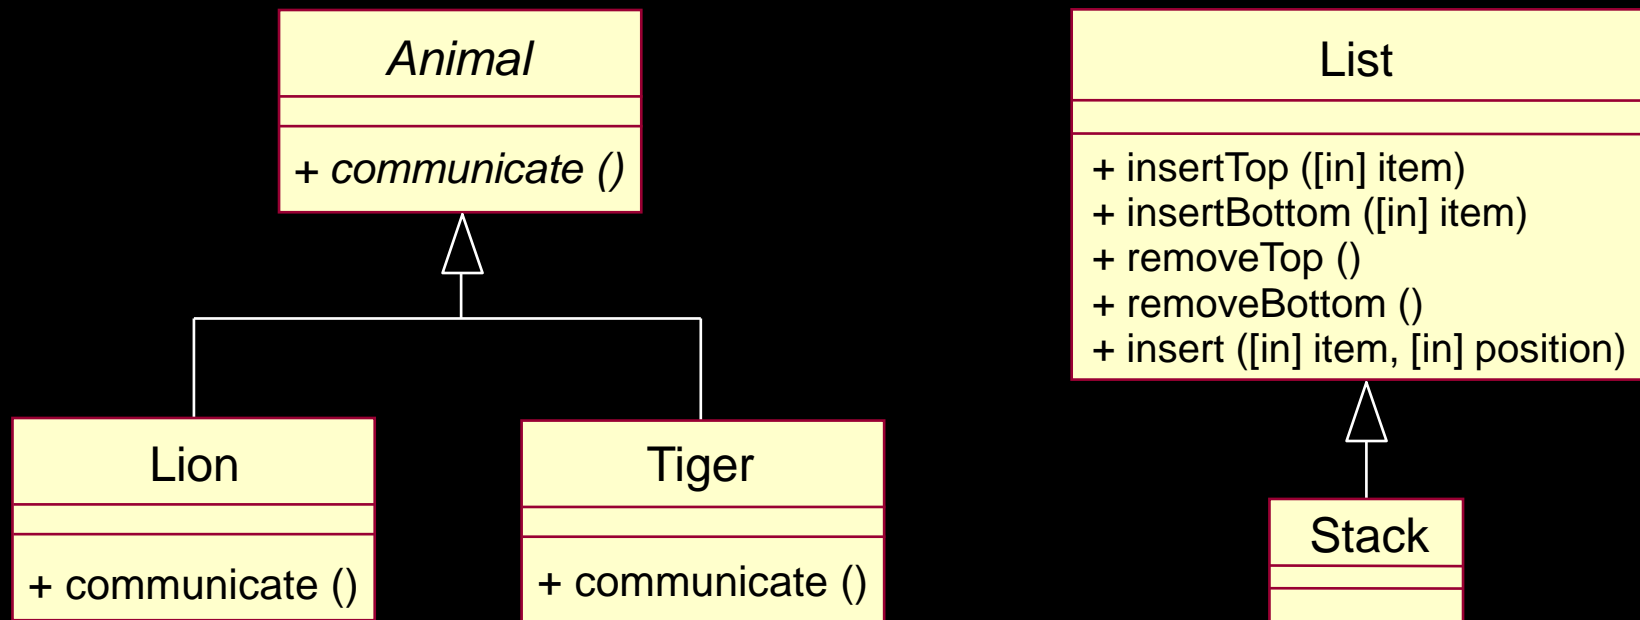 Animal
+ communicate ()
Lion
+ communicate ()
Tiger
+ communicate ()
List
+ insertTop ([in] item)
+ insertBottom ([in] item)
+ removeTop ()
+ removeBottom ()
+ insert ([in] item, [in] position)
Stack